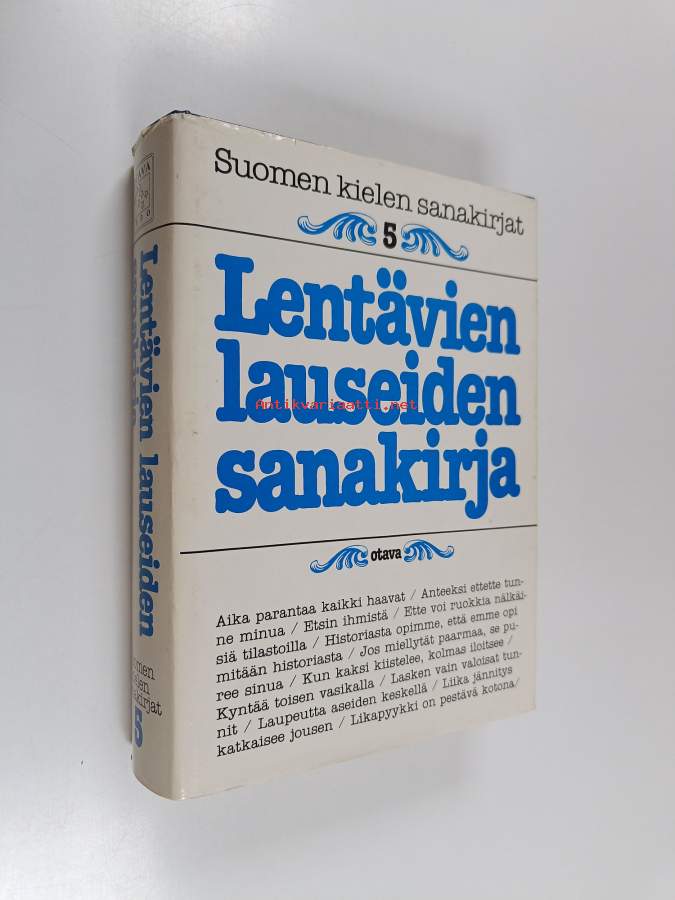 Suomen kielen sanakirjat
5
Lentävien
lauseiden
sanakirja
Antikvariaatti.net
otava
Aika parantaa kaikki haavat / Anteeksi ettette tun-
ne minua / Etsin ihmistä / Ette voi ruokkia nälkäi-
siä tilastoilla / Historiasta opimme, että emme opi
mitään historiasta / Jos miellytät paarmaa, se pu-
ree sinua / Kun kaksi kiistelee, kolmas iloitsee /
Kyntää toisen vasikalla / Lasken vain valoisat tun-
nit / Laupeutta aseiden keskellä / Liika jännitys
katkaisee jousen / Likapyykki on pestävä kotona/
Lentävien lauseiden
5